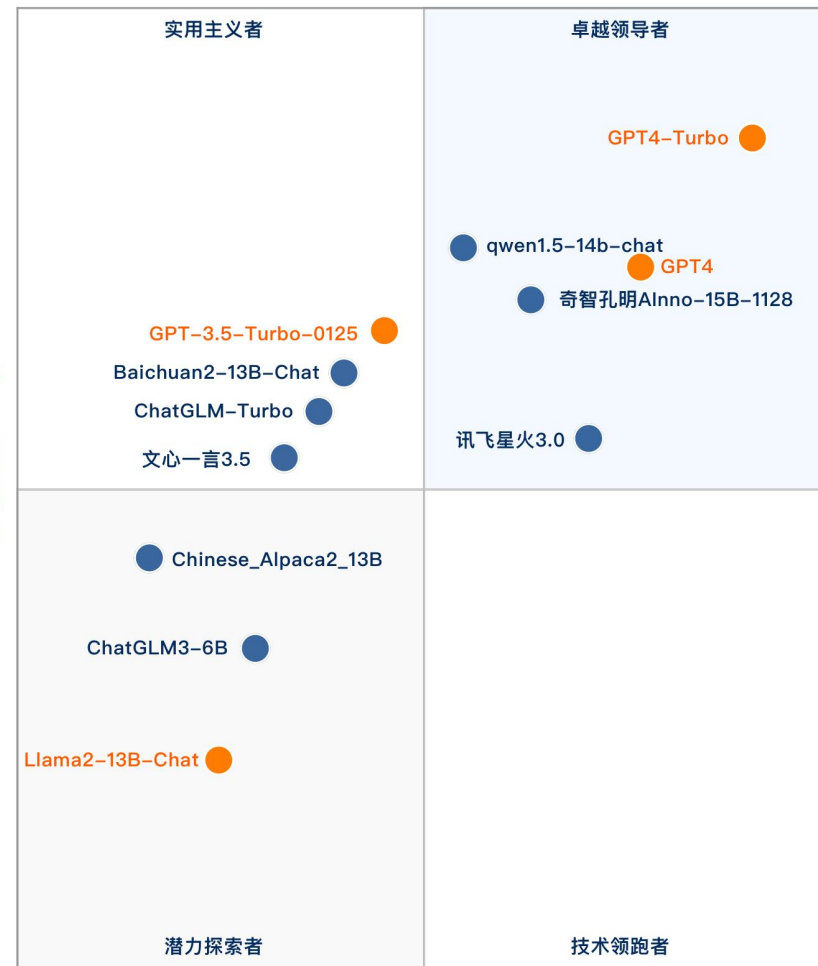 实用主义者
卓越领导者
GPT4-Turbo
qwen1.5-14b-chat
GPT4
奇智孔明AInno-15B-1128
GPT-3.5-Turbo-0125
Baichuan2-13B-Chat
ChatGLM-Turbo
讯飞星火3.0
文心一言3.5
Chinese_Alpaca2_13B
ChatGLM3-6B
Llama2-13B-Chat
潜力探索者
技术领跑者